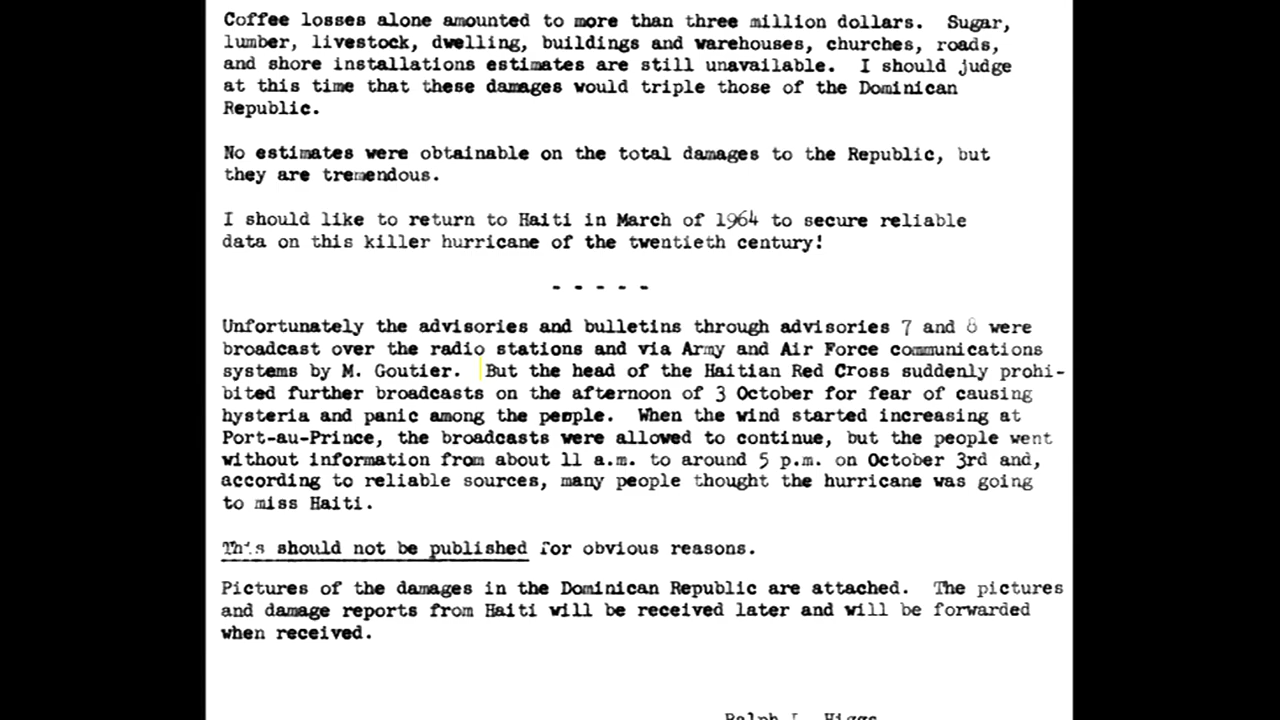 Coffee losses alone amounted to more than three million dollars. Sugar,
lumber, livestock, dwelling, buildings and warehouses, churches, roads,
and shore installations estimates are still unavailable. I should judge
at this time that these damages would triple those of the Dominican
Republic.
No estimates were obtainable on the total damages to the Republic, but
they are tremendous.
I should like to return to Haiti in March of 1964 to secure reliable
data on this killer hurricane of the twentieth century!
- - - - -
Unfortunately the advisories and bulletins through advisories 7 and 8 were
broadcast over the radio stations and via Army and Air Force communications
systems by M. Goutier. But the head of the Haitian Red Cross suddenly prohi-
bited further broadcasts on the afternoon of 3 October for fear of causing
hysteria and panic among the people. When the wind started increasing at
Port-au-Prince, the broadcasts were allowed to continue, but the people went
without information from about 11 a.m. to around 5 p.m. on October 3rd and,
according to reliable sources, many people thought the hurricane was going
to miss Haiti.
This should not be published for obvious reasons.
Pictures of the damages in the Dominican Republic are attached. The pictures
and damage reports from Haiti will be received later and will be forwarded
when received.
Ralph L. Higgs